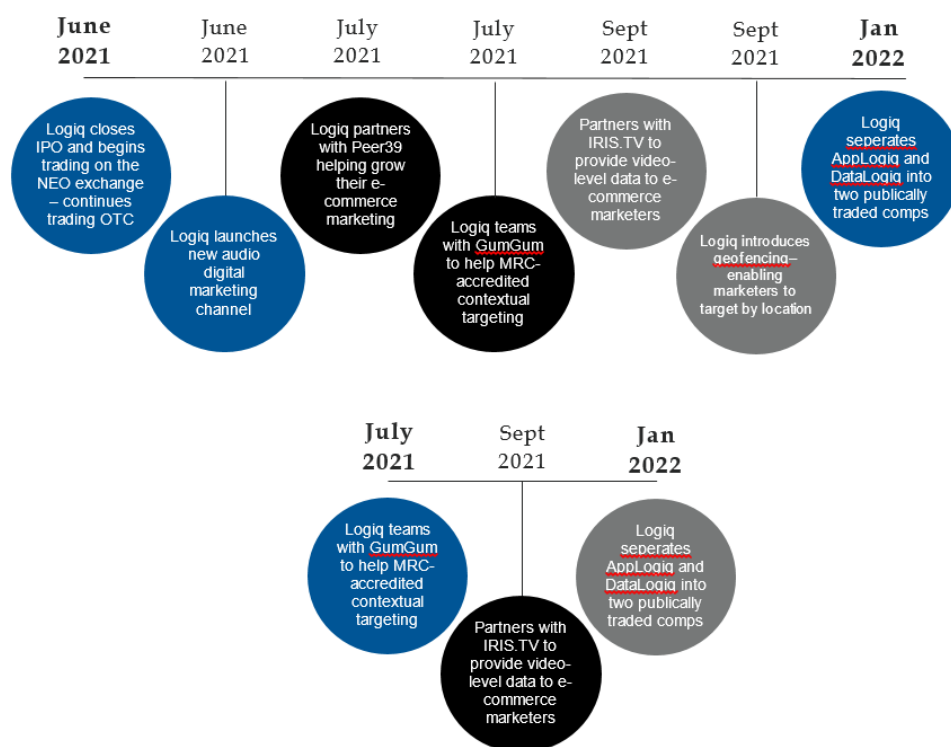 June
2021
June
2021
July
2021
July
2021
Sept
2021
Sept
2021
Jan
2022
Logiq closes
IPO and begins
trading on the
NEO exchange
– continues
trading OTC
Logiq launches
new audio
digital
marketing
channel
Logiq partners
with Peer39
helping grow
their e-
commerce
marketing
Logiq teams
with GumGum
to help MRC-
accredited
contextual
targeting
Partners with
IRIS.TV to
provide video-
level data to e-
commerce
marketers
Logiq introduces
geofencing–
enabling
marketers to
target by location
Logiq
seperates
AppLogiq and
DataLogiq into
two publically
traded comps
July
2021
Sept
2021
Jan
2022
Logiq teams
with GumGum
to help MRC-
accredited
contextual
targeting
Partners with
IRIS.TV to
provide video-
level data to e-
commerce
marketers
Logiq
seperates
AppLogiq and
DataLogiq into
two publically
traded comps